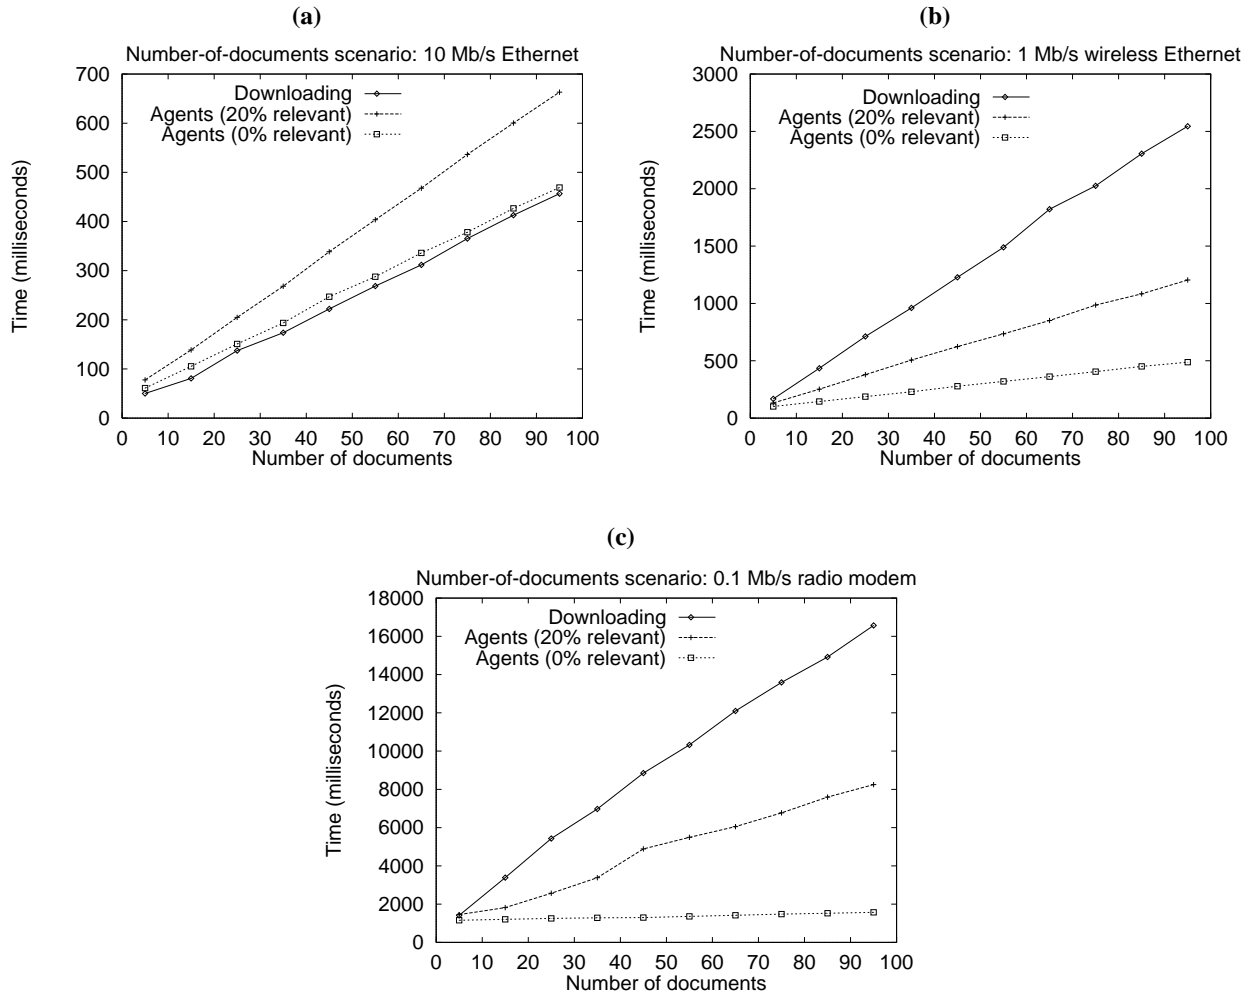 (a)
Number-of-documents scenario: 10 Mb/s Ethernet
700
600
500
400
300
200
100
0
Time (milliseconds)
Downloading
Agents (20% relevant)
Agents (0% relevant)
0 10 20 30 40 50 60 70 80 90 100
Number of documents
(b)
Number-of-documents scenario: 1 Mb/s wireless Ethernet
3000
2500
2000
1500
1000
500
0
Time (milliseconds)
Downloading
Agents (20% relevant)
Agents (0% relevant)
0 10 20 30 40 50 60 70 80 90 100
Number of documents
(c)
Number-of-documents scenario: 0.1 Mb/s radio modem
18000
16000
14000
12000
10000
8000
6000
4000
2000
0
Time (milliseconds)
Downloading
Agents (20% relevant)
Agents (0% relevant)
0 10 20 30 40 50 60 70 80 90 100
Number of documents